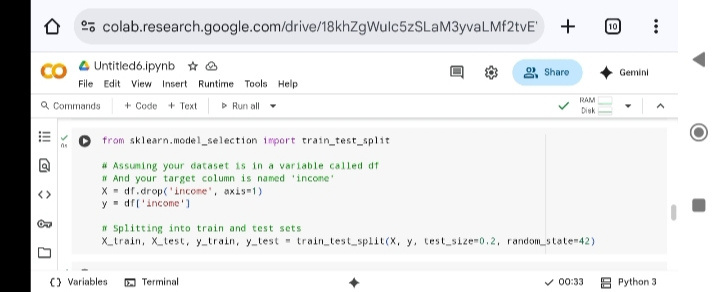 colab.research.google.com/drive/18khZgWulc5zSLaM3yvaLMf2tvE
10
CO
Untitled6.ipynb
Share
Gemini
File Edit View Insert Runtime Tools Help
Commands + Code + Text Run all
RAM
Disk
0s
from sklearn.model_selection import train_test_split
# Assuming your dataset is in a variable called df
# And your target column is named 'income'
X = df.drop('income', axis=1)
y = df['income']
# Splitting into train and test sets
X_train, X_test, y_train, y_test = train_test_split(X, y, test_size=0.2, random_state=42)
{} Variables Terminal 00:33 Python 3